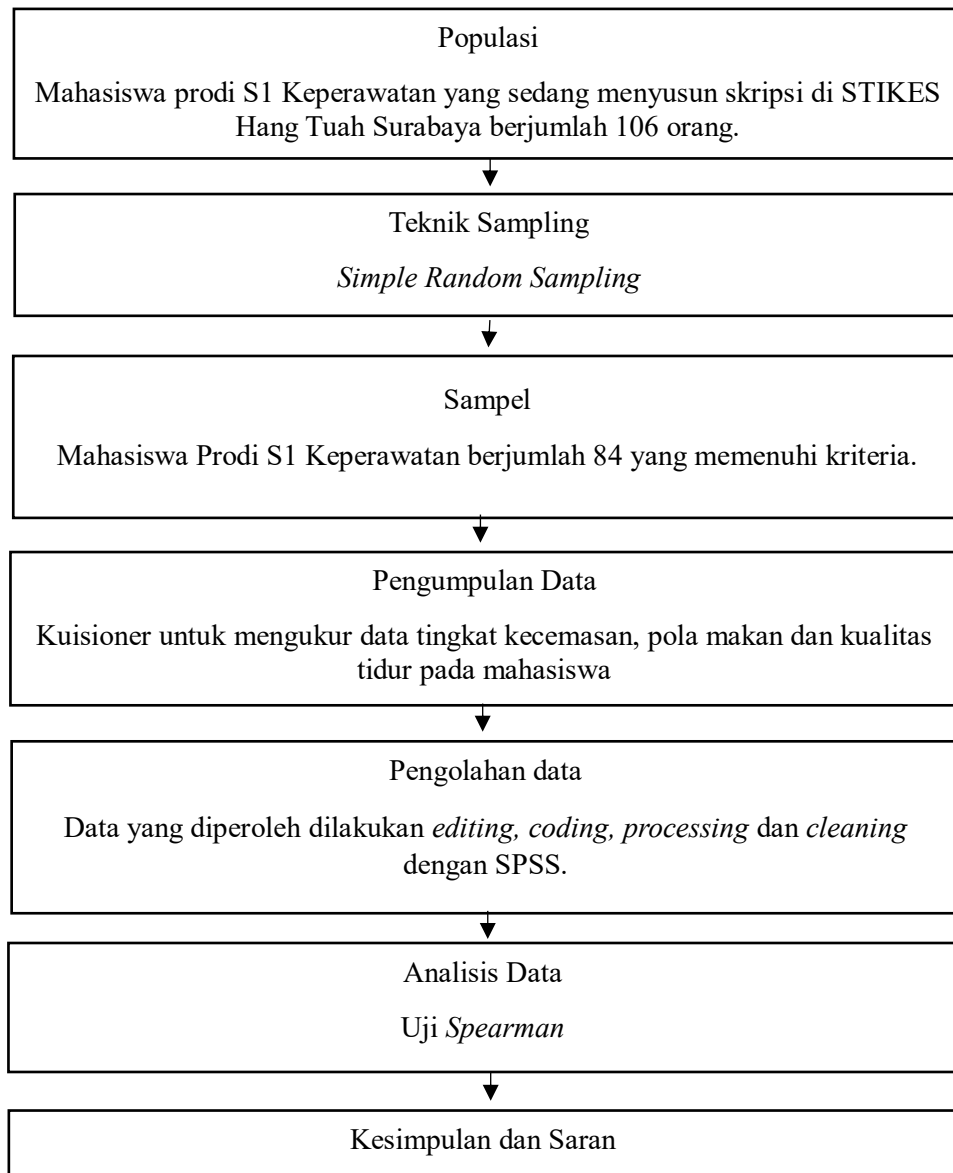 Populasi
Mahasiswa prodi S1 Keperawatan yang sedang menyusun skripsi di STIKES
Hang Tuah Surabaya berjumlah 106 orang.
Teknik Sampling
Simple Random Sampling
Sampel
Mahasiswa Prodi S1 Keperawatan berjumlah 84 yang memenuhi kriteria.
Pengumpulan Data
Kuisioner untuk mengukur data tingkat kecemasan, pola makan dan kualitas
tidur pada mahasiswa
Pengolahan data
Data yang diperoleh dilakukan editing, coding, processing dan cleaning
dengan SPSS.
Analisis Data
Uji Spearman
Kesimpulan dan Saran